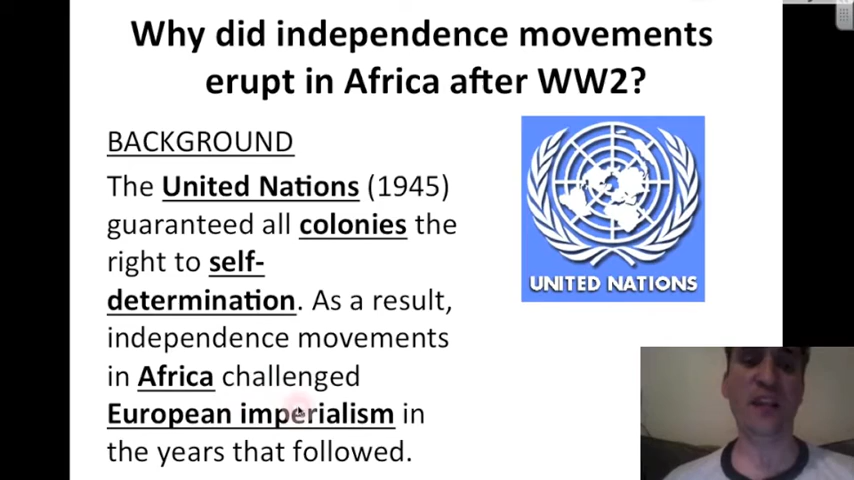 Why did independence movements
erupt in Africa after WW2?
BACKGROUND
The United Nations (1945)
guaranteed all colonies the
right to self-
determination. As a result,
independence movements
in Africa challenged
European imperialism in
the years that followed.
UNITED NATIONS